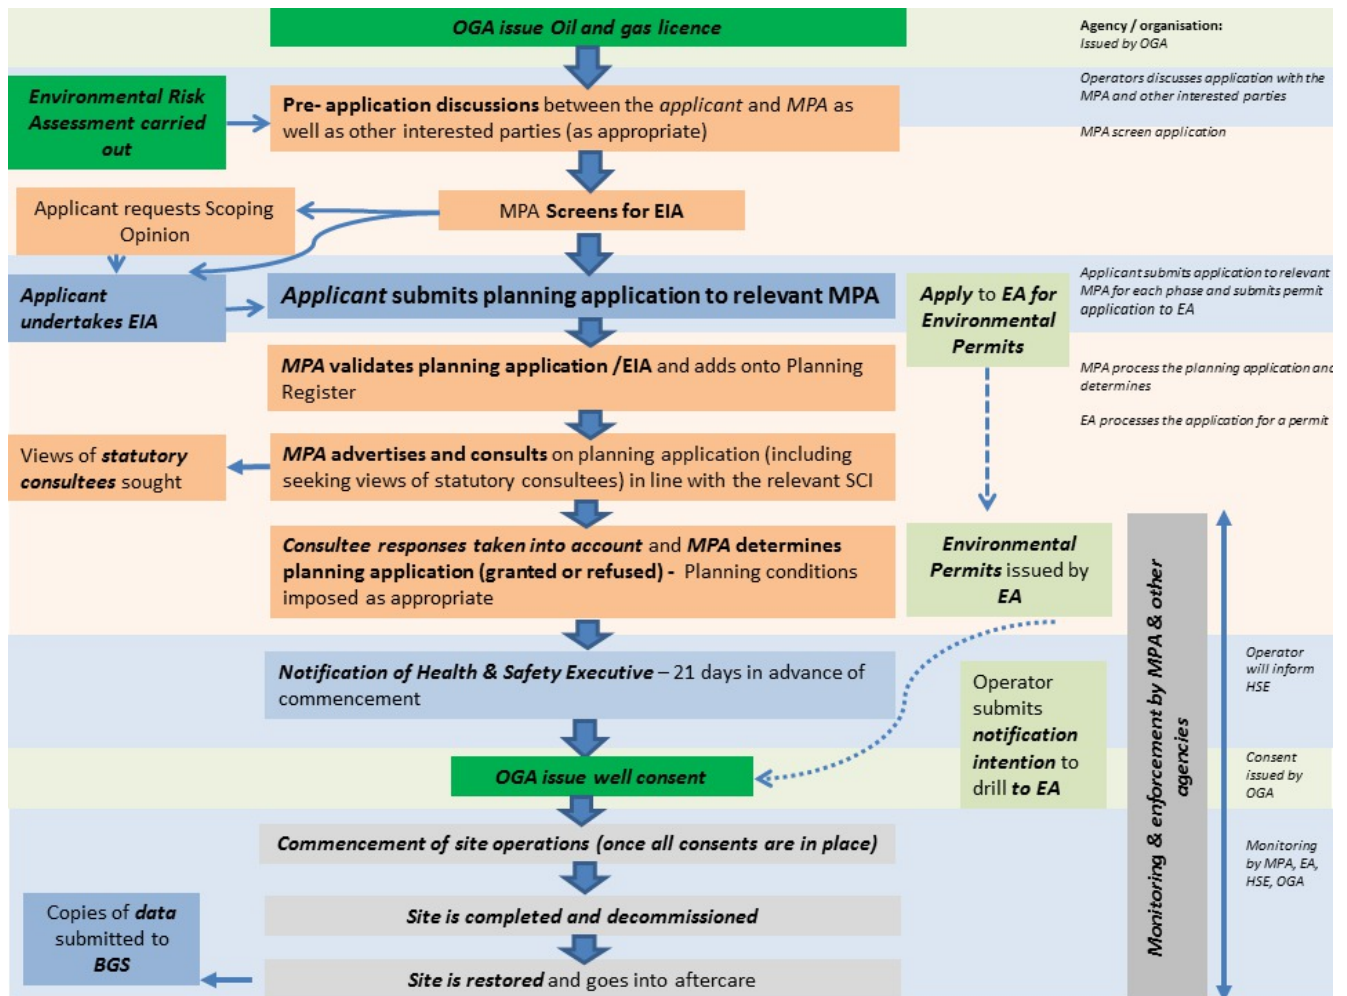 OGA issue Oil and gas licence
Agency / organisation:
Issued by OGA
Operators discusses application with the
MPA and other interested parties
MPA screen application
Environmental Risk
Assessment carried
out
Pre- application discussions between the applicant and MPA as
well as other interested parties (as appropriate)
Applicant requests Scoping
Opinion
MPA Screens for EIA
Applicant
undertakes EIA
Applicant submits planning application to relevant MPA
Apply to EA for
Environmental
Permits
Applicant submits application to relevant
MPA for each phase and submits permit
application to EA
MPA validates planning application /EIA and adds onto Planning
Register
MPA process the planning application and
determines
EA processes the application for a permit
Views of statutory
consultees sought
MPA advertises and consults on planning application (including
seeking views of statutory consultees) in line with the relevant SCI
Consultee responses taken into account and MPA determines
planning application (granted or refused) - Planning conditions
imposed as appropriate
Environmental
Permits issued by
EA
Monitoring & enforcement by MPA & other
agencies
Notification of Health & Safety Executive – 21 days in advance of
commencement
Operator
submits
notification
intention to
drill to EA
Operator
will inform
HSE
OGA issue well consent
Consent
issued by
OGA
Commencement of site operations (once all consents are in place)
Monitoring
by MPA, EA,
HSE, OGA
Copies of data
submitted to
BGS
Site is completed and decommissioned
Site is restored and goes into aftercare